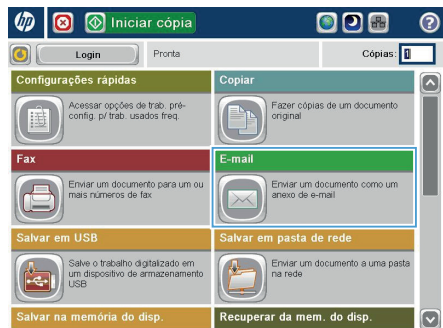 hp
Iniciar cópia
?
Login
Pronta
Cópias: 1
Configurações rápidas
Acessar opções de trab. pré-
config. p/ trab. usados freq.
Copiar
Fazer cópias de um documento
original
Fax
Enviar um documento para um ou
mais números de fax
E-mail
Enviar um documento como um
anexo de e-mail
Salvar em USB
Salve o trabalho digitalizado em
um dispositivo de armazenamento
USB
Salvar em pasta de rede
Enviar um documento a uma pasta
na rede
Salvar na memória do disp.
Recuperar da mem. do disp.